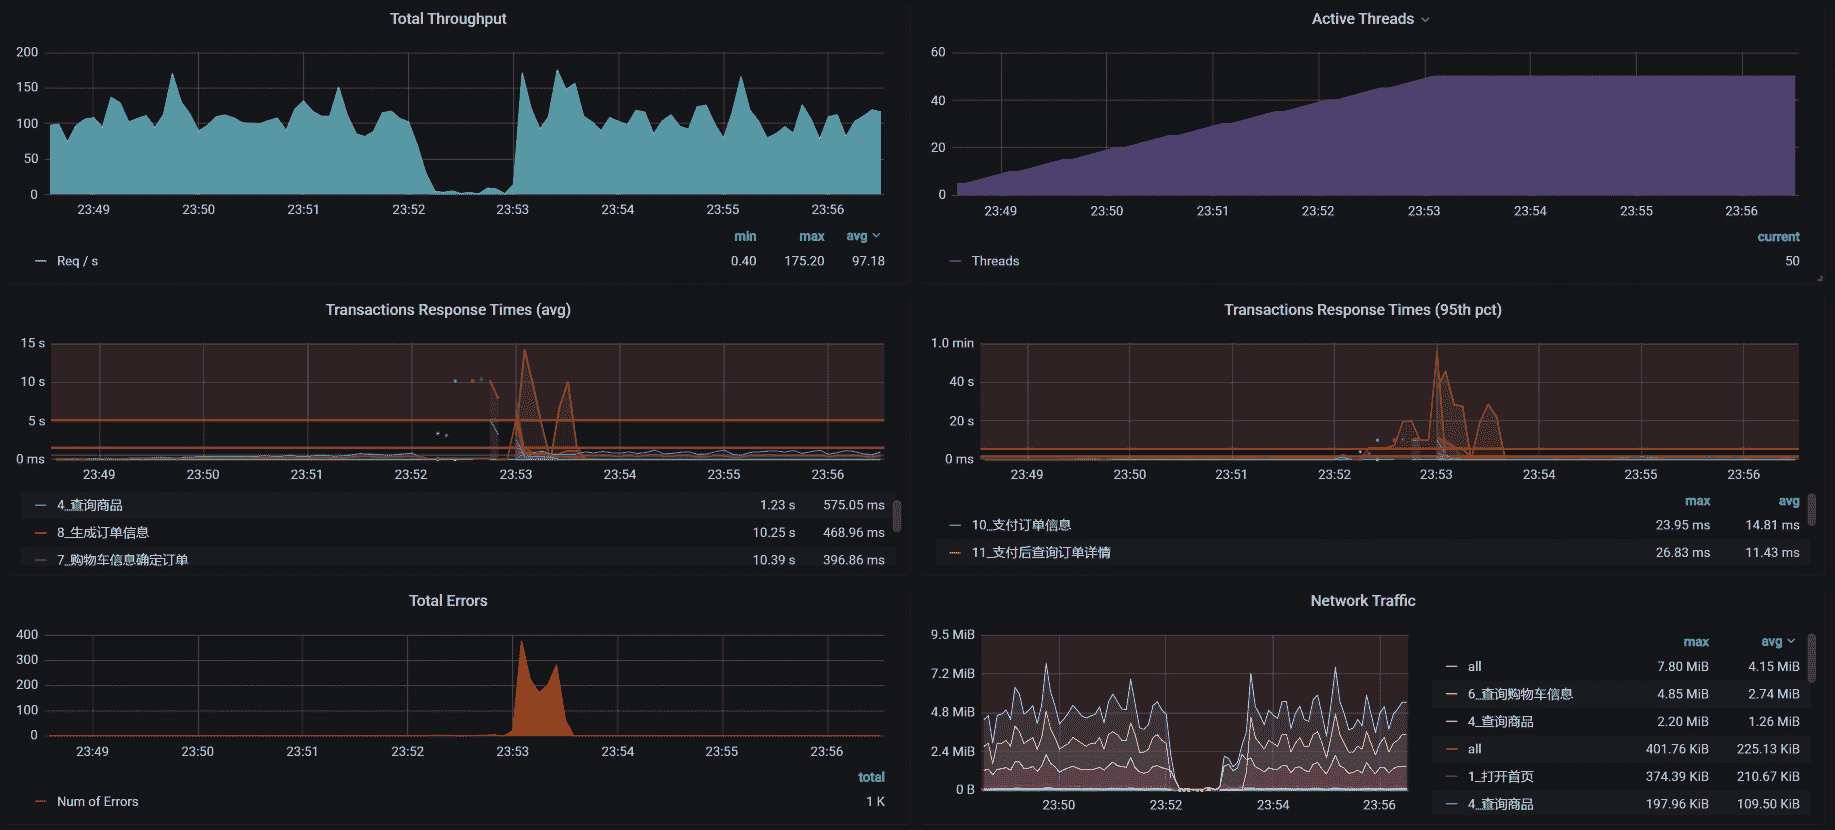 Total Throughput
200
150
100
50
0
23:49 23:50 23:51 23:52 23:53 23:54 23:55 23:56
min max avg
Req / s 0.40 175.20 97.18
Active Threads
60
40
20
0
23:49 23:50 23:51 23:52 23:53 23:54 23:55 23:56
current
Threads 50
Transactions Response Times (avg)
15 s
10 s
5 s
0 ms
23:49 23:50 23:51 23:52 23:53 23:54 23:55 23:56
4_查询商品 1.23 s 575.05 ms
8_生成订单信息 10.25 s 468.96 ms
7_购物车信息确定订单 10.39 s 396.86 ms
Transactions Response Times (95th pct)
1.0 min
40 s
20 s
0 ms
23:49 23:50 23:51 23:52 23:53 23:54 23:55 23:56
max avg
10_支付订单信息 23.95 ms 14.81 ms
11_支付后查询订单详情 26.83 ms 11.43 ms
Total Errors
400
300
200
100
0
23:49 23:50 23:51 23:52 23:53 23:54 23:55 23:56
total
Num of Errors 1 K
Network Traffic
9.5 MiB
7.2 MiB
4.8 MiB
2.4 MiB
0 B
23:50 23:52 23:54 23:56
max avg
all 7.80 MiB 4.15 MiB
6_查询购物车信息 4.85 MiB 2.74 MiB
4_查询商品 2.20 MiB 1.26 MiB
all 401.76 KiB 225.13 KiB
1_打开首页 374.39 KiB 210.67 KiB
4_查询商品 197.96 KiB 109.50 KiB